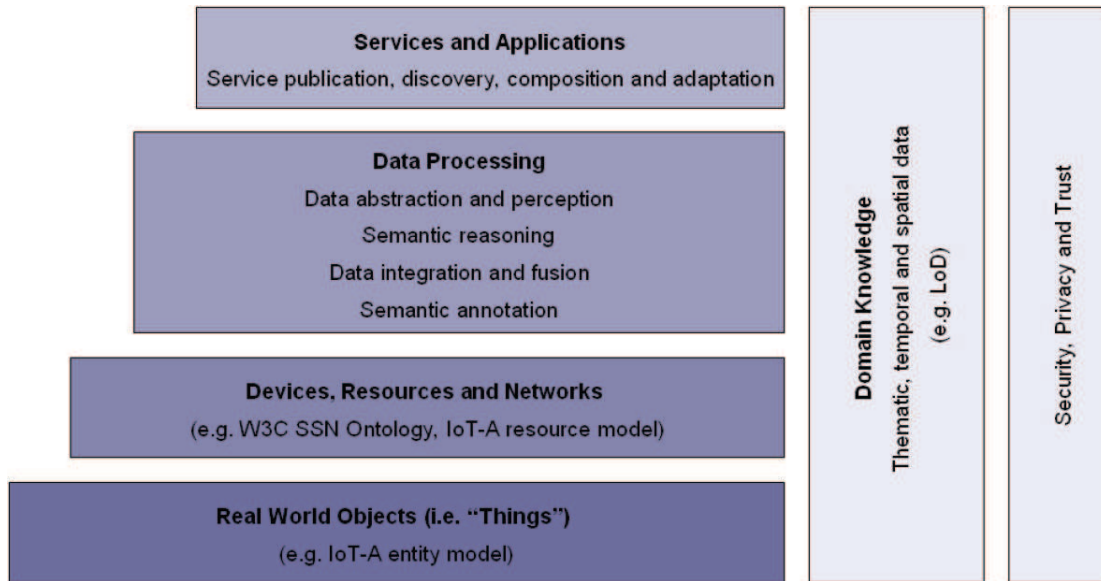 Services and Applications
Service publication, discovery, composition and adaptation
Data Processing
Data abstraction and perception
Semantic reasoning
Data integration and fusion
Semantic annotation
Devices, Resources and Networks
(e.g. W3C SSN Ontology, IoT-A resource model)
Real World Objects (i.e. “Things”)
(e.g. IoT-A entity model)
Domain Knowledge
Thematic, temporal and spatial data
(e.g. LoD)
Security, Privacy and Trust